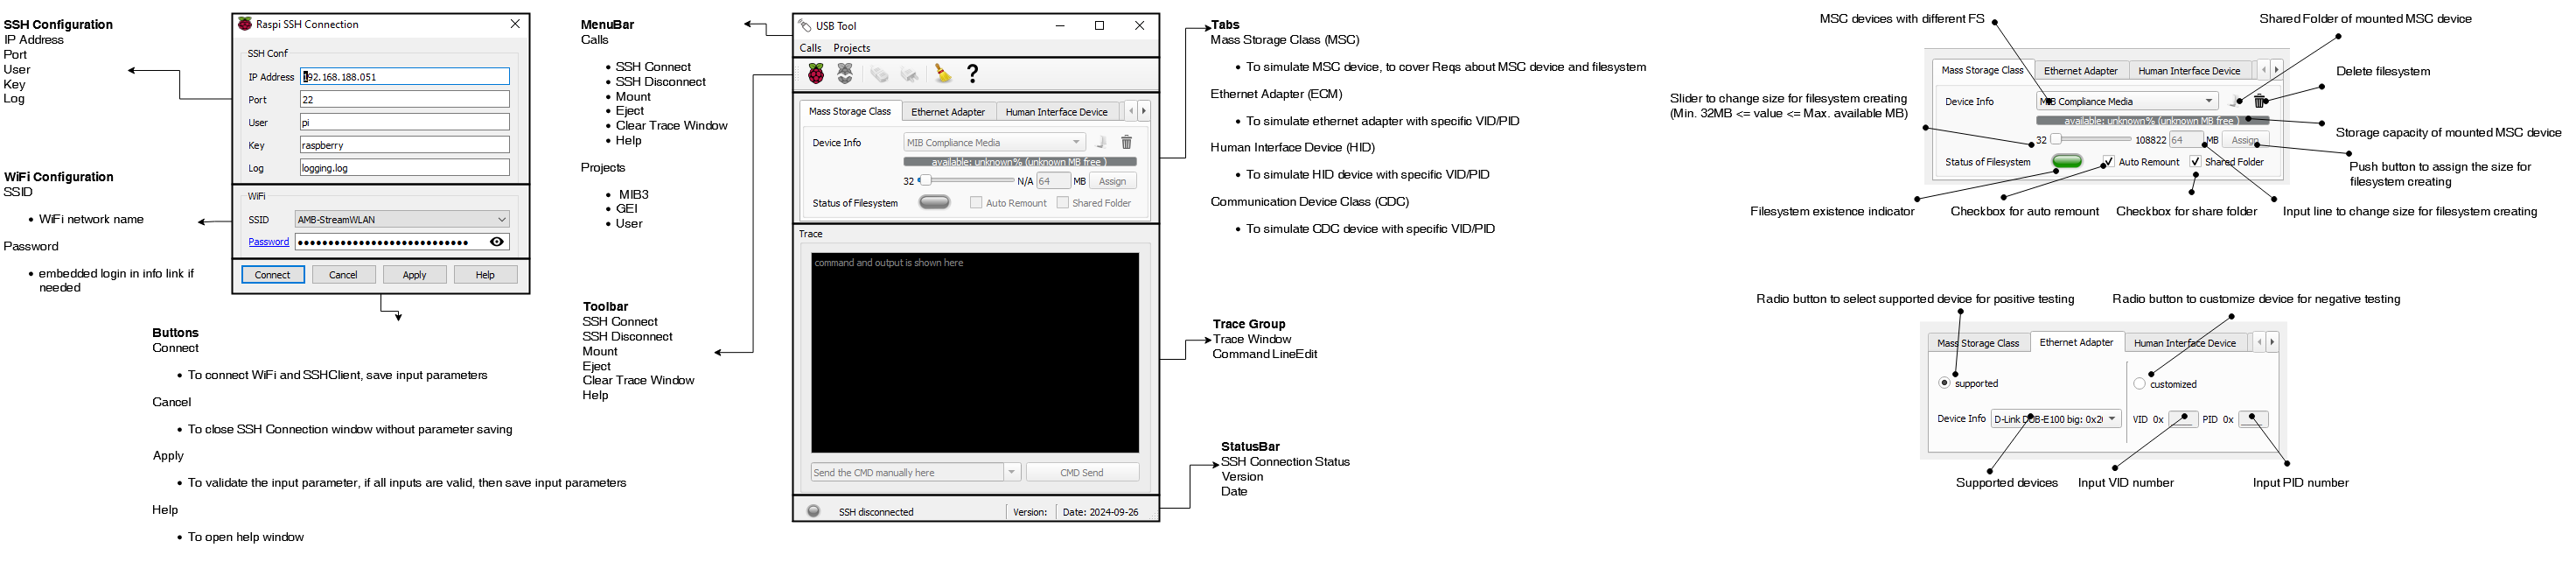 SSH Configuration
IP Address
Port
User
Key
Log
WiFi Configuration
SSID
• WiFi network name
Password
• embedded login in info link if
needed
Raspi SSH Connection
SSH Conf
IP Address 192.168.188.051
Port 22
User pi
Key raspberry
Log logging.log
WiFi
SSID AMB-StreamWLAN
Password ••••••••••••••••••••••••••••
Connect Cancel Apply Help
Buttons
Connect
• To connect WiFi and SSHClient, save input parameters
Cancel
• To close SSH Connection window without parameter saving
Apply
• To validate the input parameter, if all inputs are valid, then save input parameters
Help
• To open help window
MenuBar
Calls
• SSH Connect
• SSH Disconnect
• Mount
• Eject
• Clear Trace Window
• Help
Projects
• MIB3
• GEI
• User
Toolbar
SSH Connect
SSH Disconnect
Mount
Eject
Clear Trace Window
Help
USB Tool
Calls Projects
?
Mass Storage Class Ethernet Adapter Human Interface Device
Device Info MIB Compliance Media
available: unknown% (unknown MB free )
32 N/A 64 MB Assign
Status of Filesystem Auto Remount Shared Folder
Trace
command and output is shown here
Send the CMD manually here CMD Send
SSH disconnected Version: Date: 2024-09-26
Tabs
Mass Storage Class (MSC)
• To simulate MSC device, to cover Reqs about MSC device and filesystem
Ethernet Adapter (ECM)
• To simulate ethernet adapter with specific VID/PID
Human Interface Device (HID)
• To simulate HID device with specific VID/PID
Communication Device Class (CDC)
• To simulate CDC device with specific VID/PID
Trace Group
Trace Window
Command LineEdit
StatusBar
SSH Connection Status
Version
Date
MSC devices with different FS
Shared Folder of mounted MSC device
Delete filesystem
Slider to change size for filesystem creating
(Min. 32MB <= value <= Max. available MB)
Mass Storage Class Ethernet Adapter Human Interface Device
Device Info MIB Compliance Media
available: unknown% (unknown MB free )
32 108822 64 MB Assign
Status of Filesystem Auto Remount Shared Folder
Storage capacity of mounted MSC device
Push button to assign the size for
filesystem creating
Filesystem existence indicator
Checkbox for auto remount
Checkbox for share folder
Input line to change size for filesystem creating
Radio button to select supported device for positive testing
Radio button to customize device for negative testing
Mass Storage Class Ethernet Adapter Human Interface Device
supported customized
Device Info D-Link DUB-E100 big: 0x2( VID 0x PID 0x
Supported devices
Input VID number
Input PID number